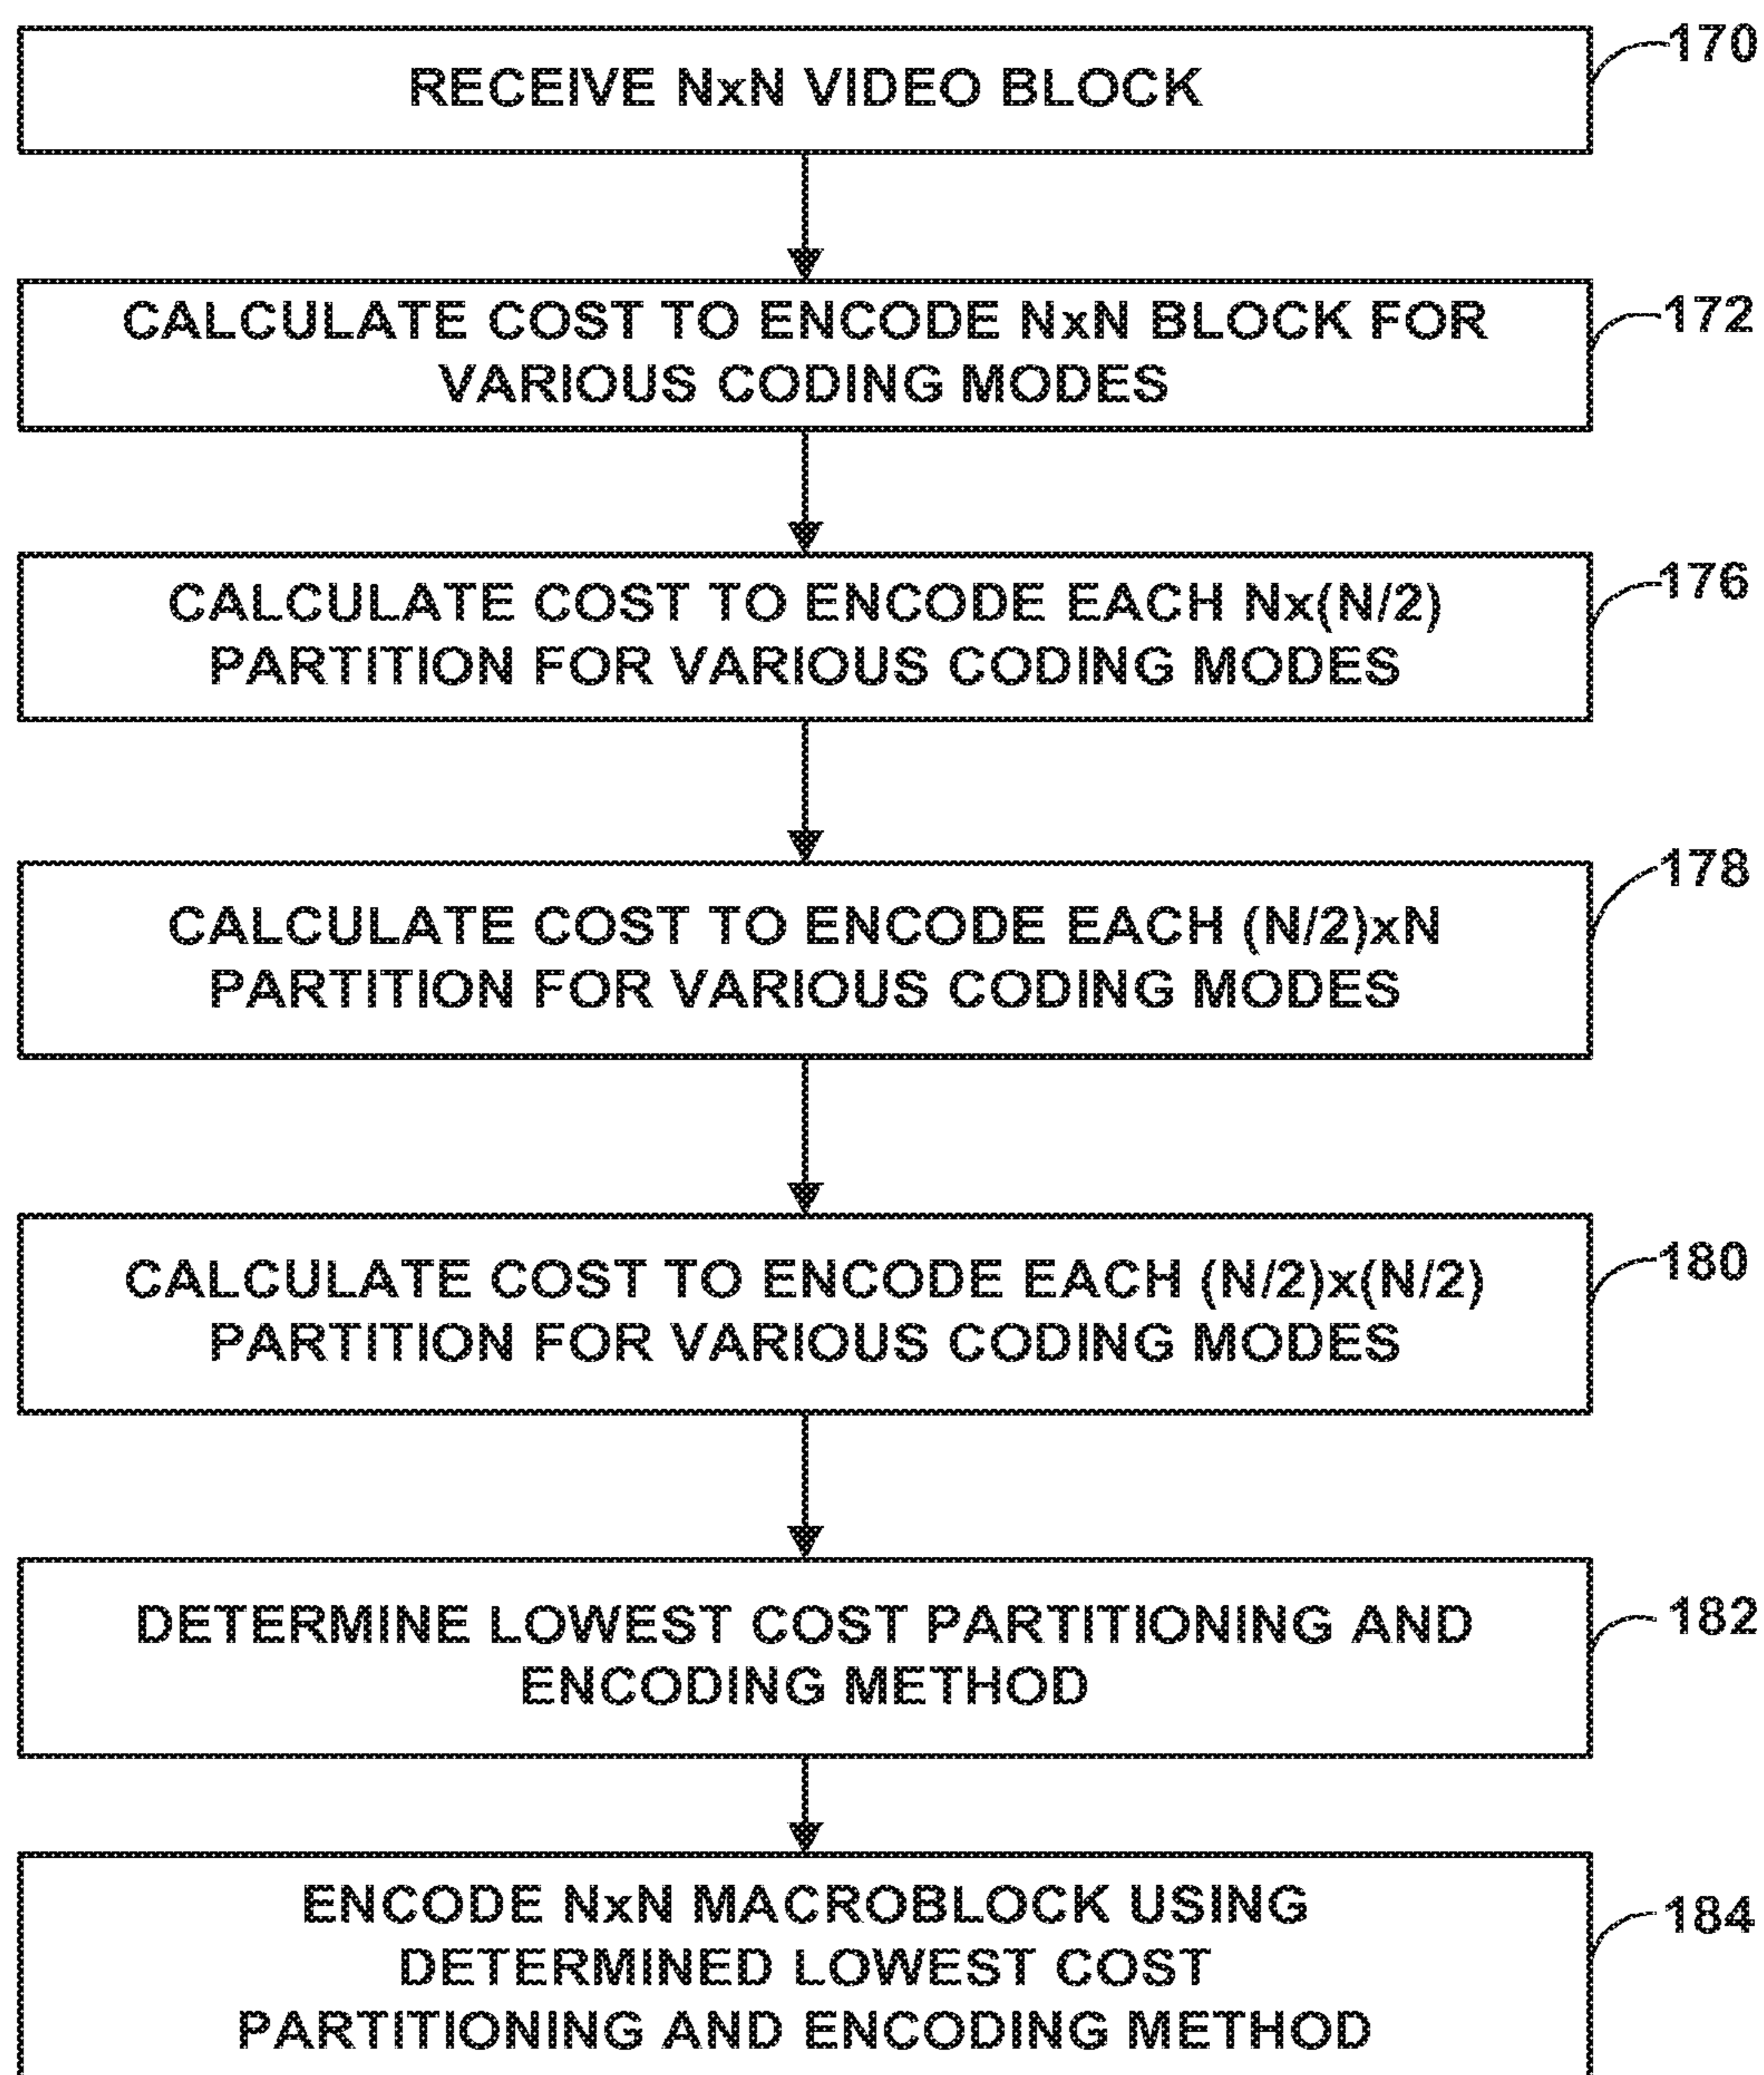 RECEIVE NxN VIDEO BLOCK
170
CALCULATE COST TO ENCODE NxN BLOCK FOR
VARIOUS CODING MODES
172
CALCULATE COST TO ENCODE EACH Nx(N/2)
PARTITION FOR VARIOUS CODING MODES
176
CALCULATE COST TO ENCODE EACH (N/2)xN
PARTITION FOR VARIOUS CODING MODES
178
CALCULATE COST TO ENCODE EACH (N/2)x(N/2)
PARTITION FOR VARIOUS CODING MODES
180
DETERMINE LOWEST COST PARTITIONING AND
ENCODING METHOD
182
ENCODE NxN MACROBLOCK USING
DETERMINED LOWEST COST
PARTITIONING AND ENCODING METHOD
184